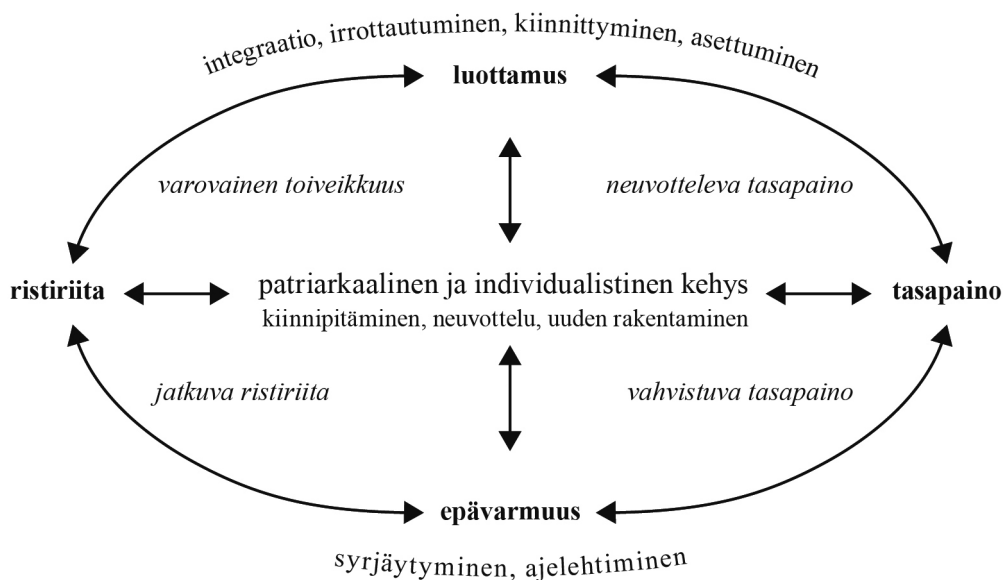 integraatio, irrottautuminen, kiinnittyminen, asettuminen
luottamus
varovainen toiveikkuus
neuvotteleva tasapaino
ristiriita
patriarkaalinen ja individualistinen kehys
tasapaino
kiinnipitäminen, neuvottelu, uuden rakentaminen
jatkuva ristiriita
vahvistuva tasapaino
epävarmuus
syrjäytyminen, ajelehtiminen